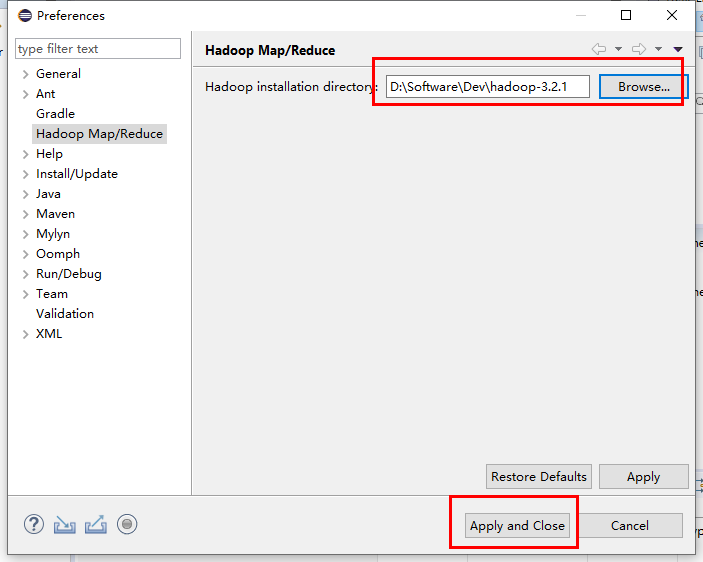 Preferences
type filter text
General
Ant
Gradle
Hadoop Map/Reduce
Help
Install/Update
Java
Maven
Mylyn
Oomph
Run/Debug
Team
Validation
XML
Hadoop Map/Reduce
Hadoop installation directory: D:\Software\Dev\hadoop-3.2.1 Browse...
Restore Defaults Apply
Apply and Close Cancel